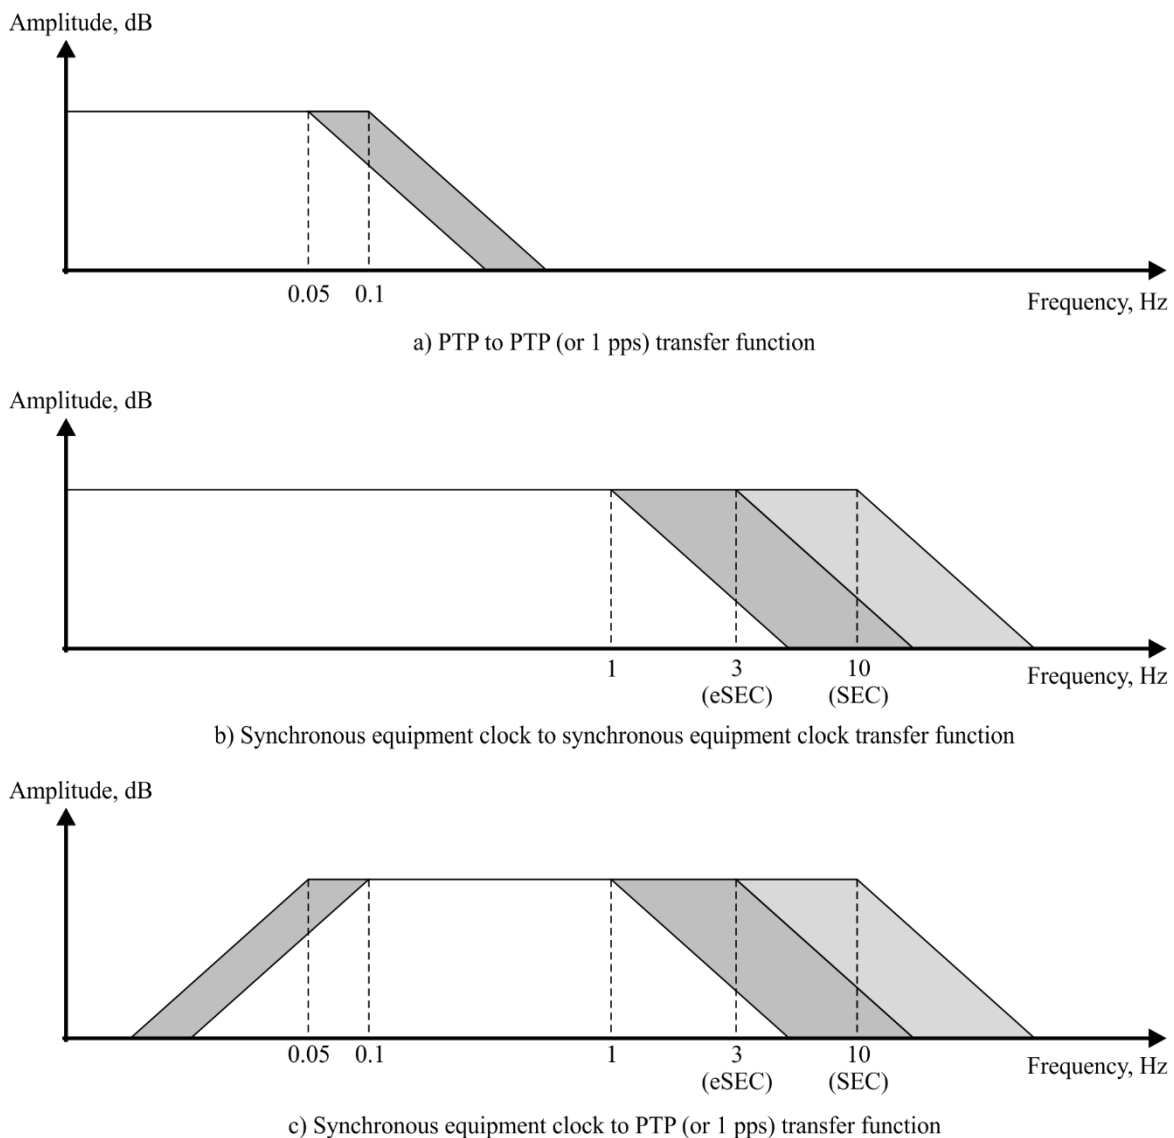 Amplitude, dB
0.05 0.1
Frequency, Hz
a) PTP to PTP (or 1 pps) transfer function
Amplitude, dB
1 3 10
(eSEC) (SEC)
Frequency, Hz
b) Synchronous equipment clock to synchronous equipment clock transfer function
Amplitude, dB
0.05 0.1 1 3 10
(eSEC) (SEC)
Frequency, Hz
c) Synchronous equipment clock to PTP (or 1 pps) transfer function